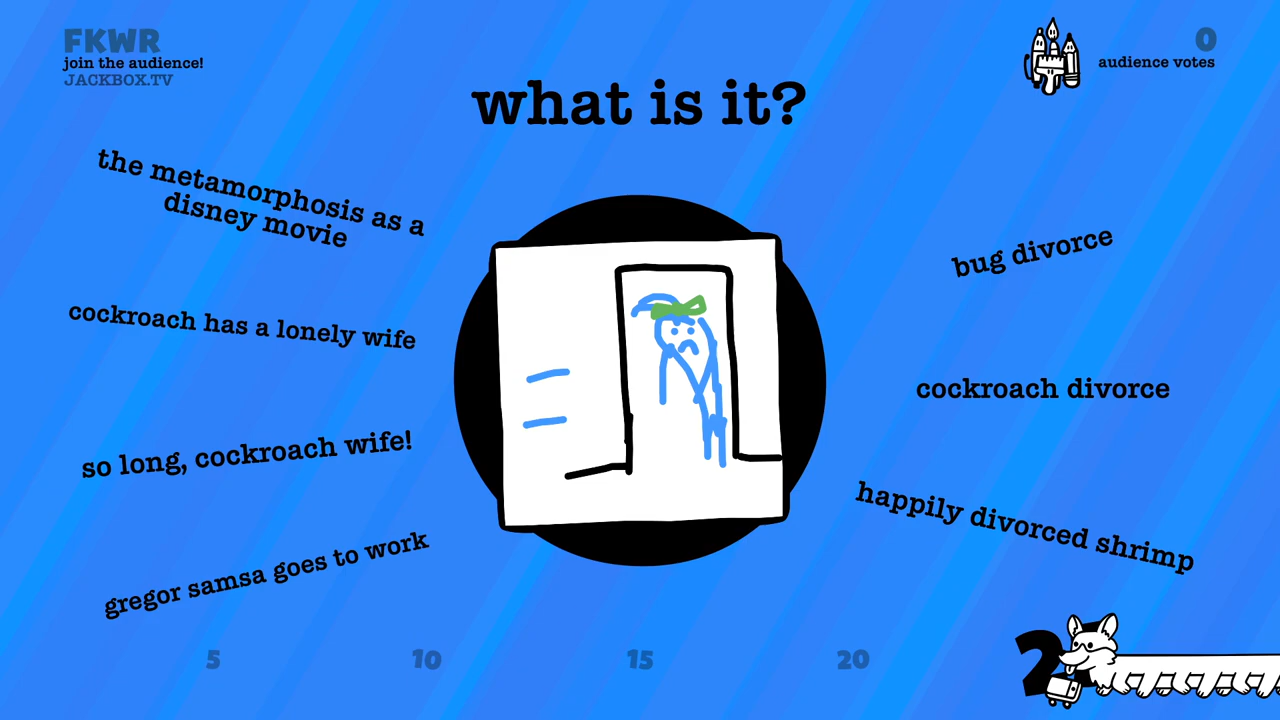 FKWR
join the audience!
JACKBOX.TV
0
audience votes
what is it?
the metamorphosis as a
disney movie
cockroach has a lonely wife
so long, cockroach wife!
gregor samsa goes to work
bug divorce
cockroach divorce
happily divorced shrimp
5
10
15
20